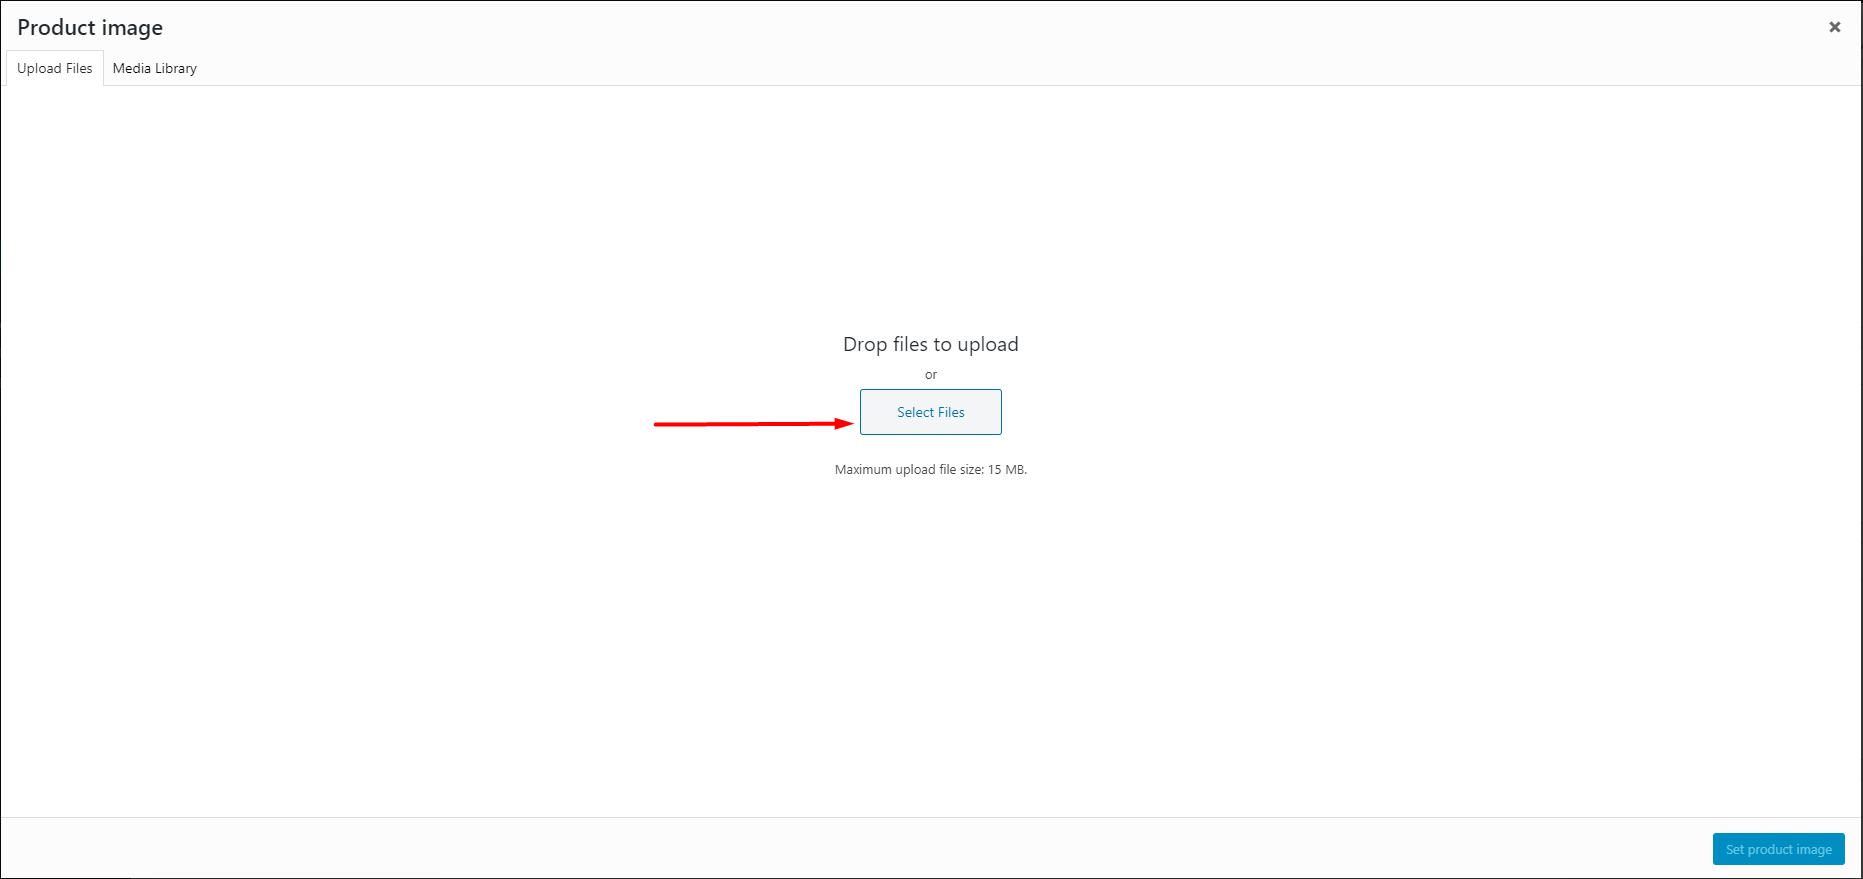 Product image
Upload Files
Media Library
Drop files to upload
or
Select Files
Maximum upload file size: 15 MB.
Set product image